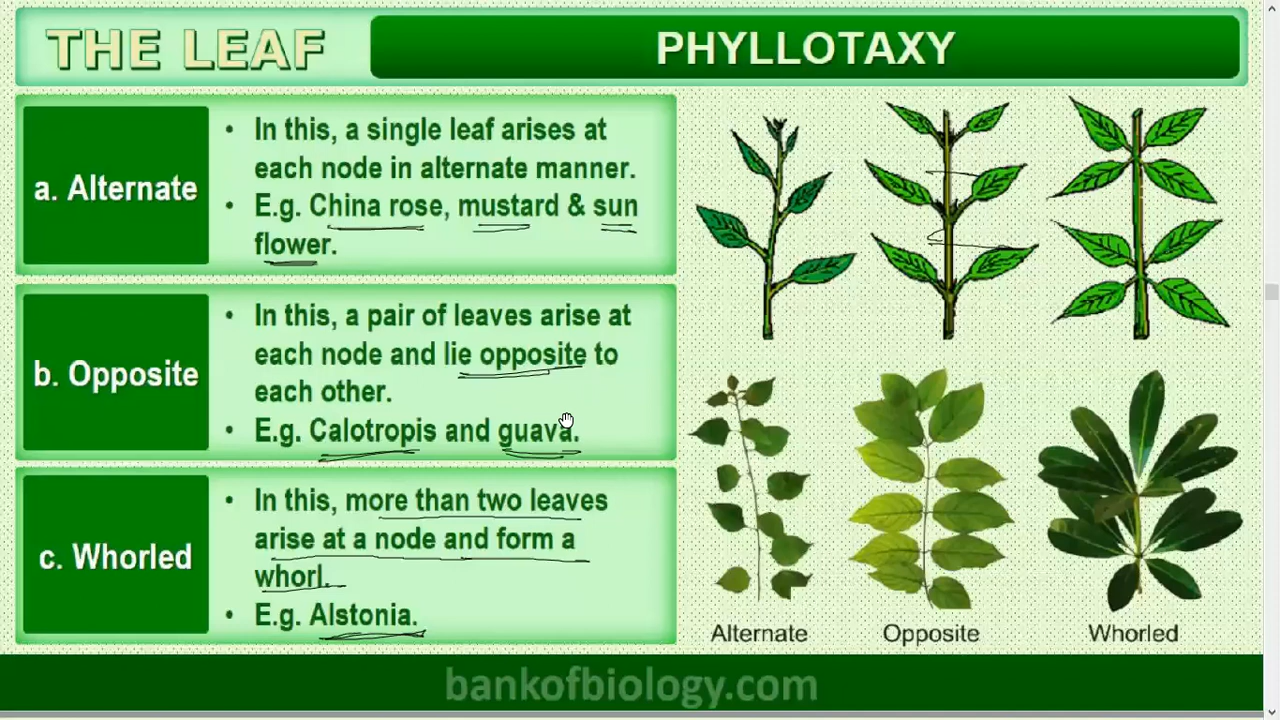 THE LEAF
PHYLLOTAXY
a. Alternate
• In this, a single leaf arises at
each node in alternate manner.
• E.g. China rose, mustard & sun
flower.
b. Opposite
• In this, a pair of leaves arise at
each node and lie opposite to
each other.
• E.g. Calotropis and guava.
c. Whorled
• In this, more than two leaves
arise at a node and form a
whorl.
• E.g. Alstonia.
Alternate
Opposite
Whorled
bankofbiology.com